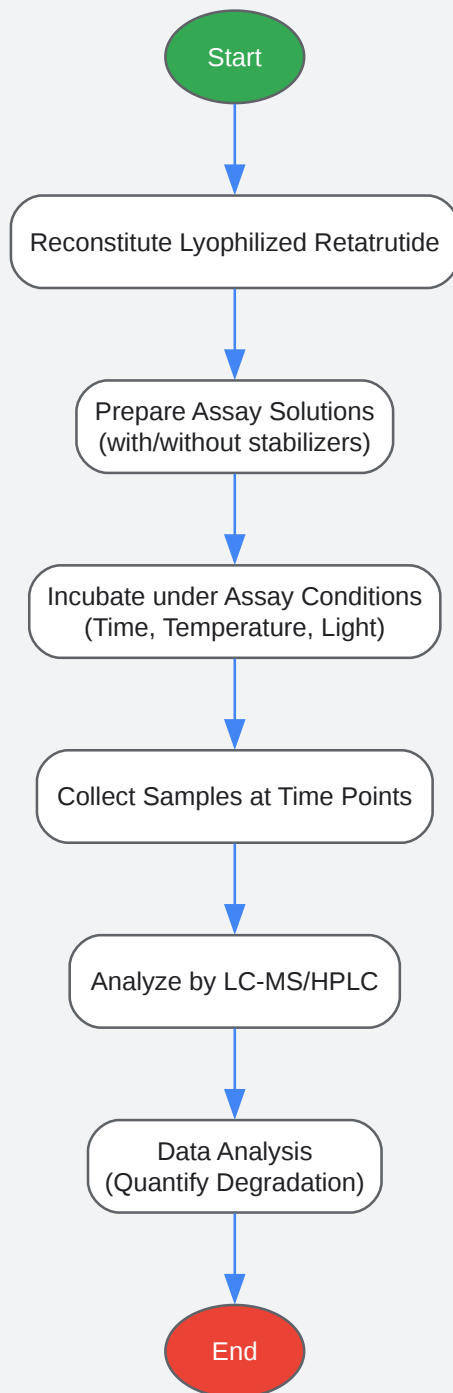 Start
Reconstitute Lyophilized Retatrutide
Prepare Assay Solutions
(with/without stabilizers)
Incubate under Assay Conditions
(Time, Temperature, Light)
Collect Samples at Time Points
Analyze by LC-MS/HPLC
Data Analysis
(Quantify Degradation)
End